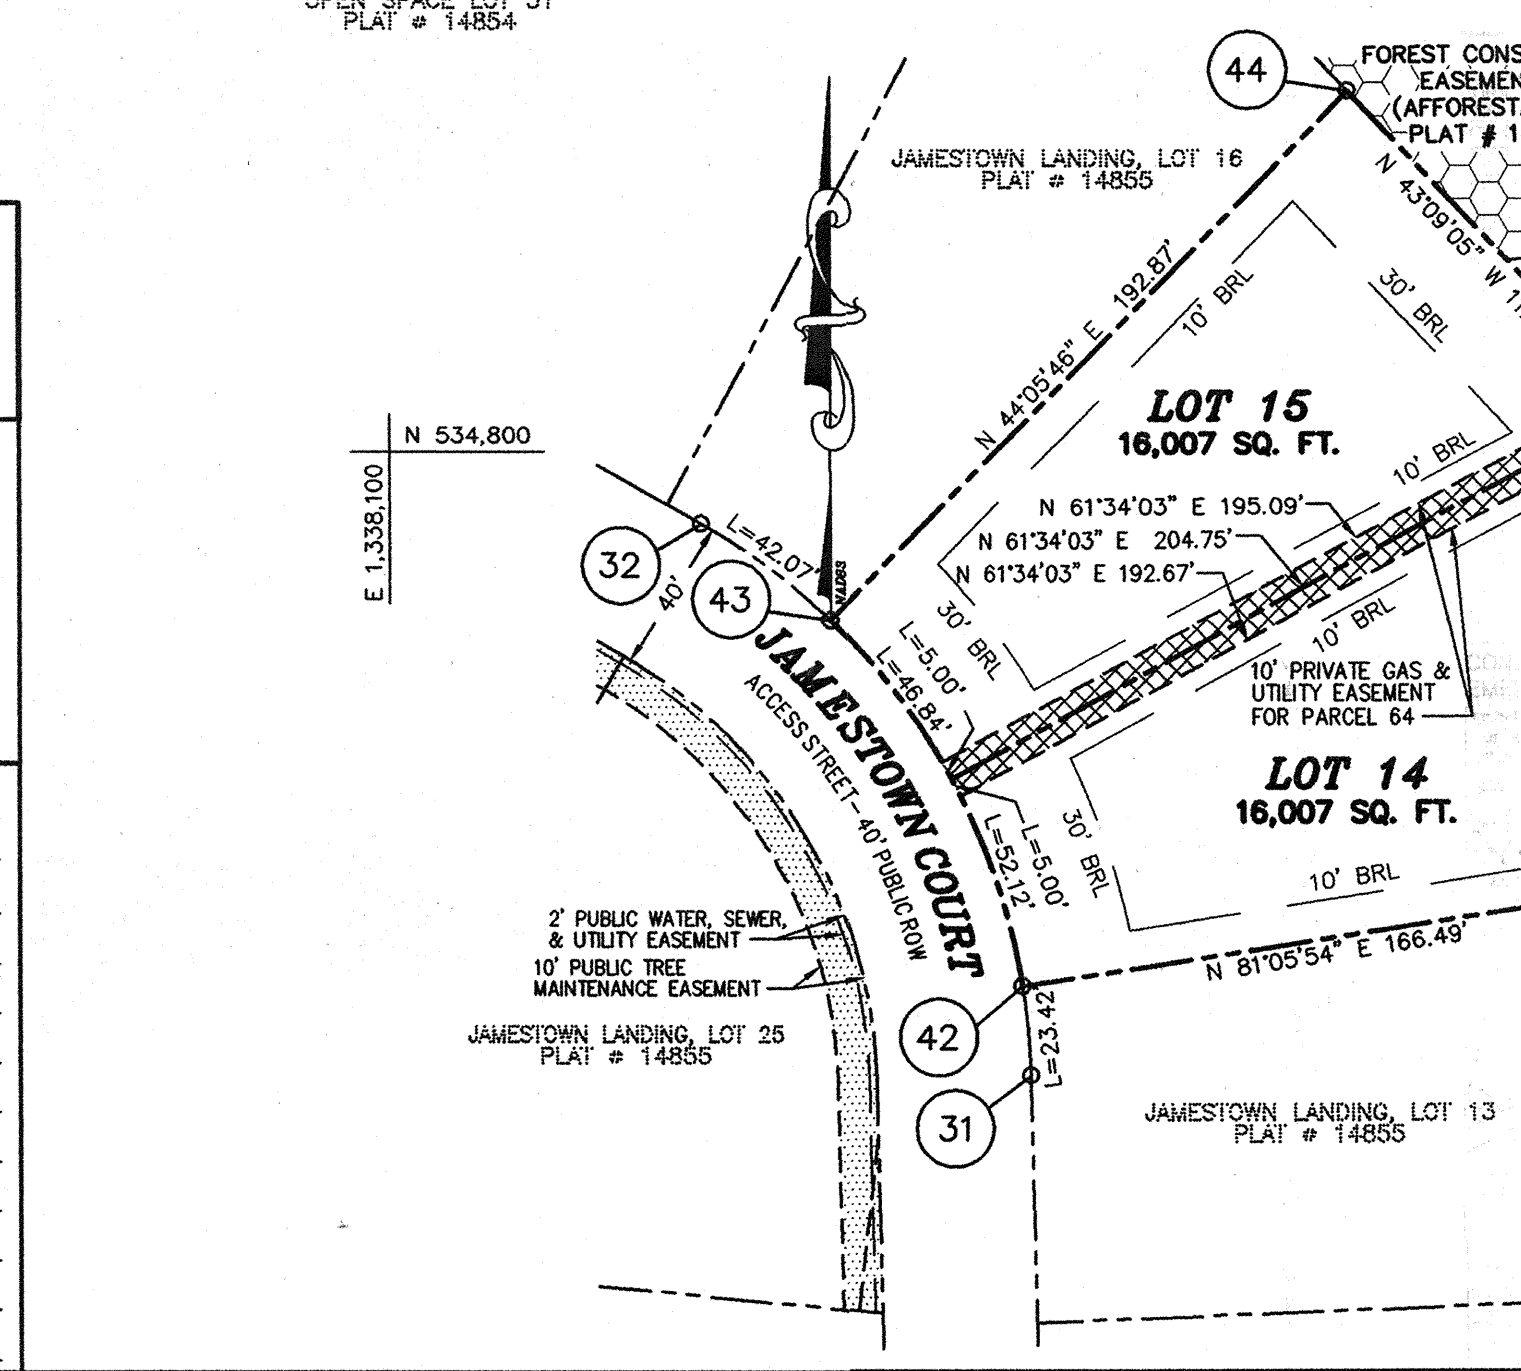 OPEN SPACE LOT 31
PLAT # 14854
44
FOREST CONS
EASEMEN
(AFFOREST
PLAT # 1
JAMESTOWN LANDING, LOT 16
PLAT # 14855
N 43°09'05" W 11
N 44°05'46" E 192.87'
10' BRL
30' BRL
LOT 15
16,007 SQ. FT.
10' BRL
N 534,800
E 1,338,100
N 61°34'03" E 195.09'
N 61°34'03" E 204.75'
N 61°34'03" E 192.67'
32
L=42.07'
40'
43
NAD83
30' BRL
L=5.00'
L=46.84'
10' BRL
10' PRIVATE GAS &
UTILITY EASEMENT
FOR PARCEL 64
JAMESTOWN COURT
ACCESS STREET - 40' PUBLIC ROW
LOT 14
16,007 SQ. FT.
L=5.00'
L=52.12'
30' BRL
10' BRL
2' PUBLIC WATER, SEWER,
& UTILITY EASEMENT
10' PUBLIC TREE
MAINTENANCE EASEMENT
N 81°05'54" E 166.49'
JAMESTOWN LANDING, LOT 25
PLAT # 14855
42
L=23.42'
31
JAMESTOWN LANDING, LOT 13
PLAT # 14855